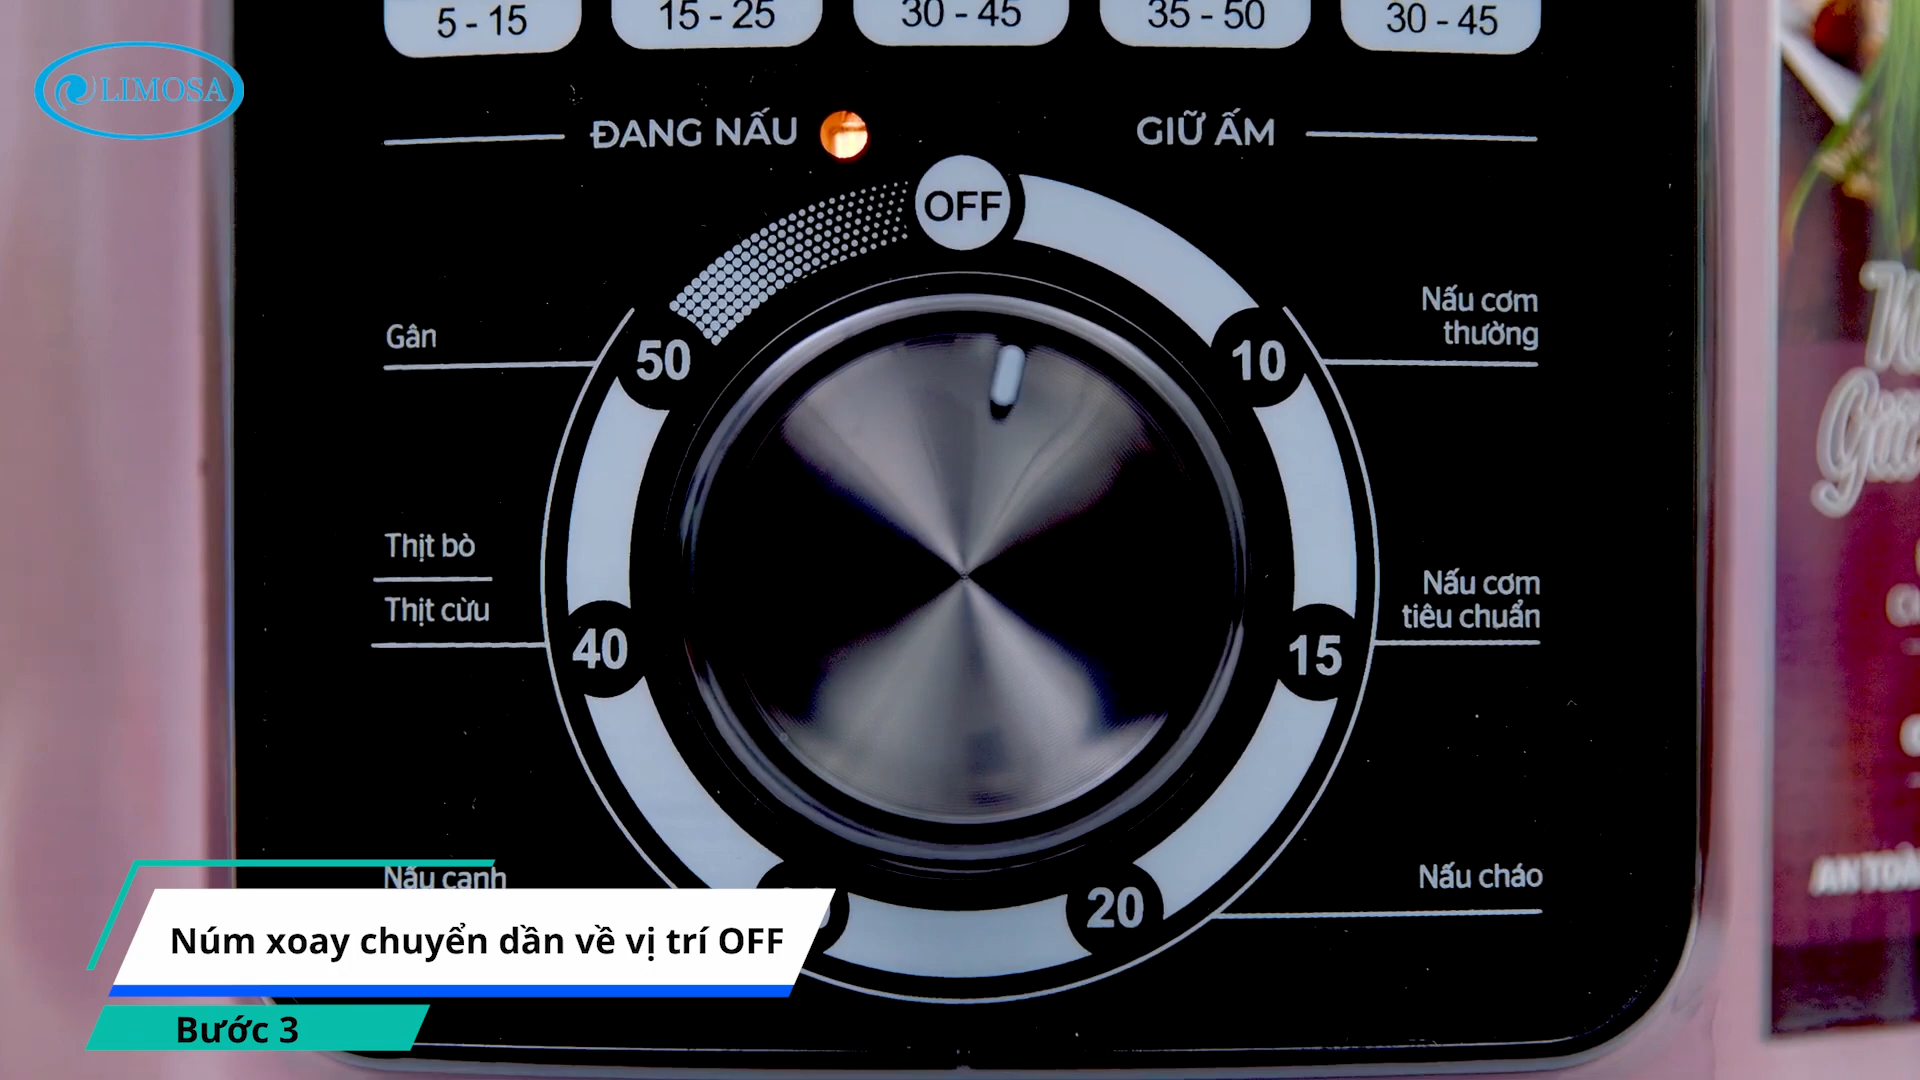 5 - 15
15 - 25
30 - 45
35 - 50
30 - 45
LIMOSA
ĐANG NẤU
GIỮ ẤM
OFF
Gân
50
10
Nấu cơm
thường
Thịt bò
Thịt cừu
40
15
Nấu cơm
tiêu chuẩn
Nấu canh
20
Nấu cháo
Núm xoay chuyển dần về vị trí OFF
Bước 3